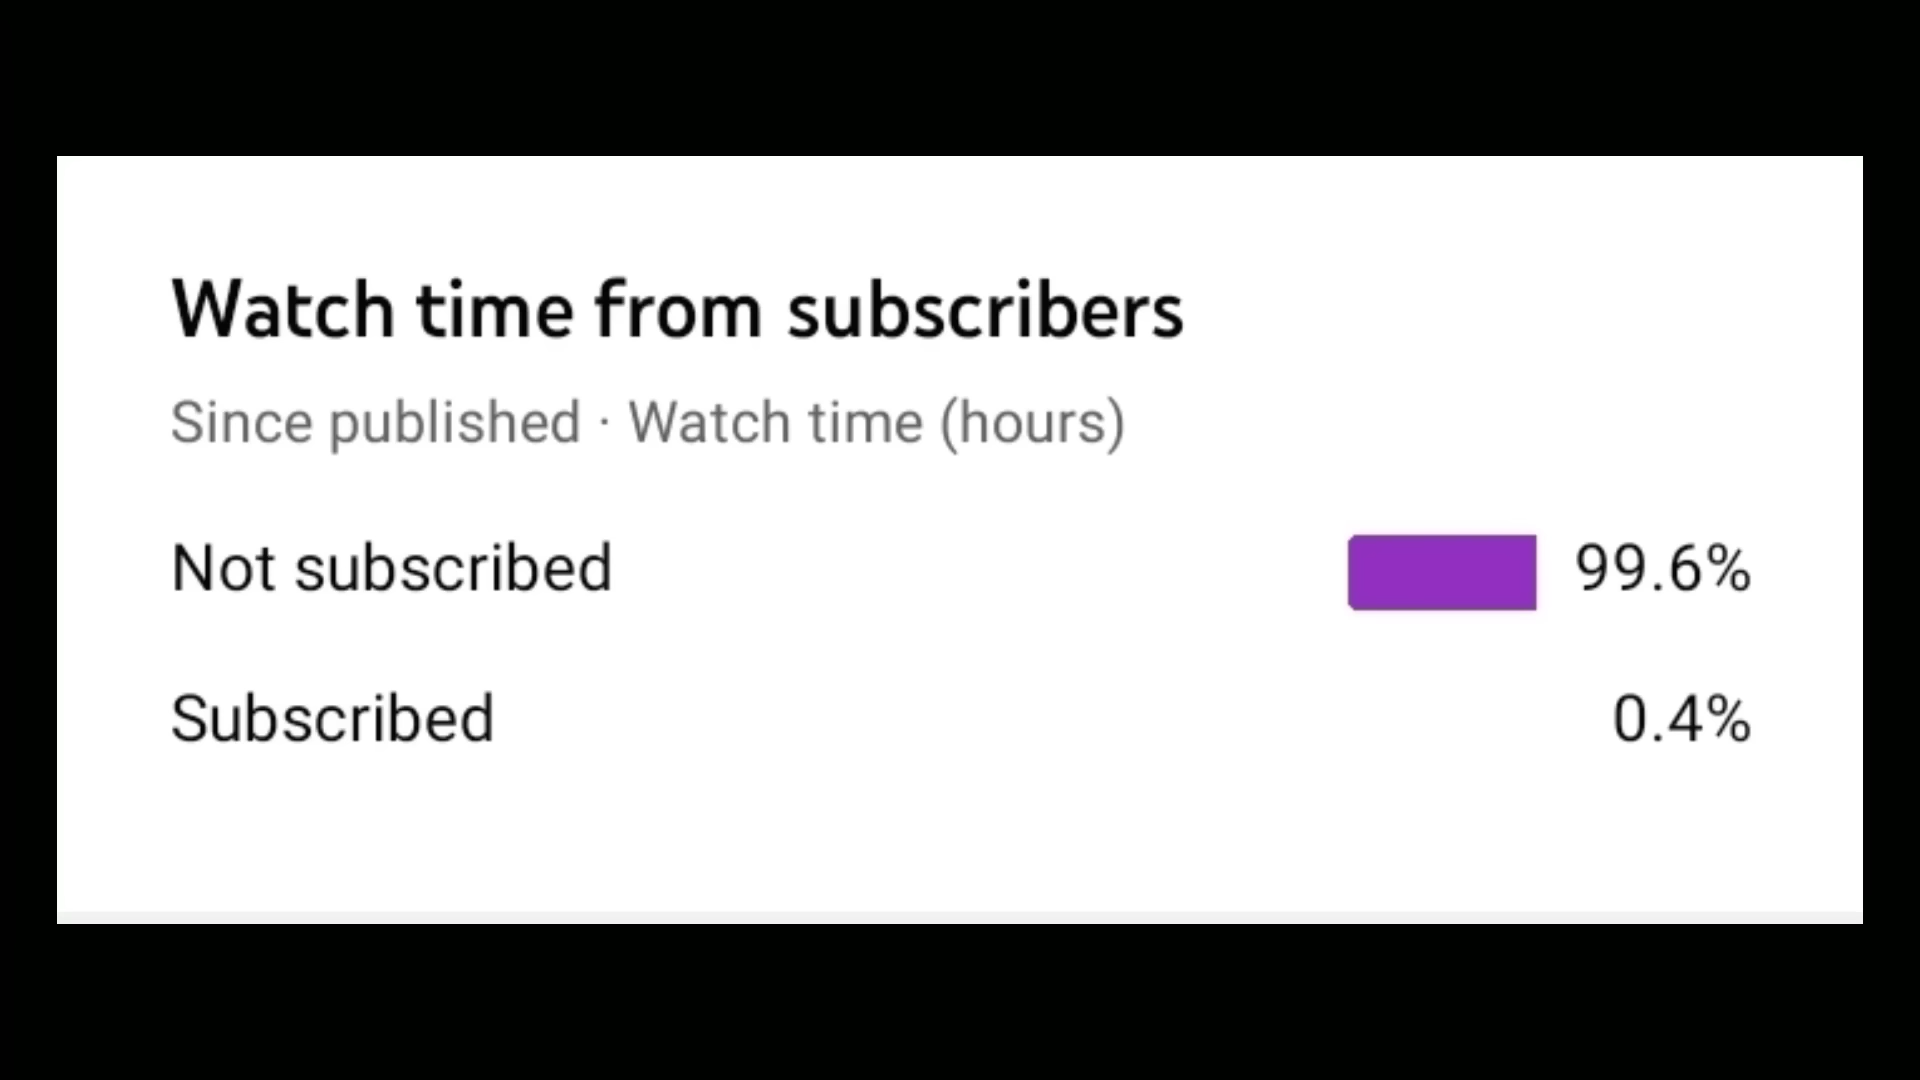 Watch time from subscribers
Since published · Watch time (hours)
Not subscribed 99.6%
Subscribed 0.4%